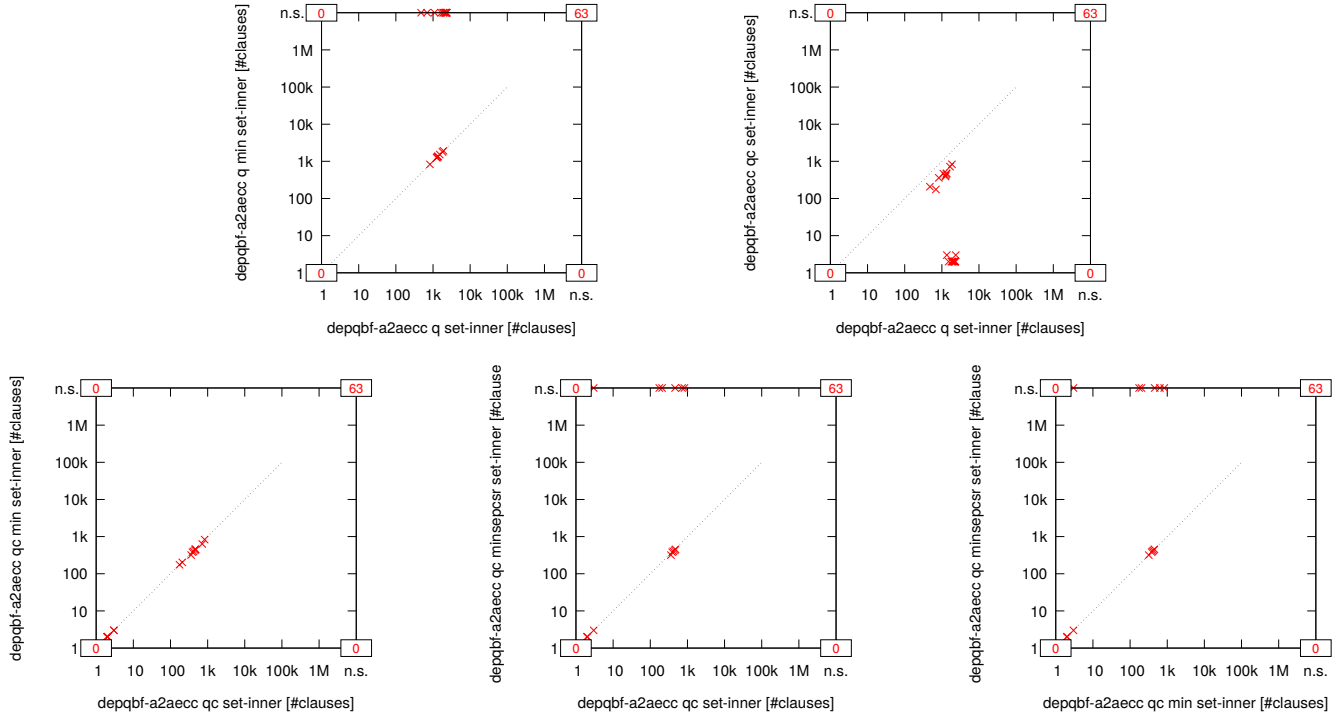 depqbf-a2aecc q min set-inner [#clauses]
n.s.
1M
100k
10k
1k
100
10
1
0
63
0
0
1 10 100 1k 10k 100k 1M n.s.
depqbf-a2aecc q set-inner [#clauses]
depqbf-a2aecc qc set-inner [#clauses]
n.s.
1M
100k
10k
1k
100
10
1
0
63
0
0
1 10 100 1k 10k 100k 1M n.s.
depqbf-a2aecc q set-inner [#clauses]
depqbf-a2aecc qc min set-inner [#clauses]
n.s.
1M
100k
10k
1k
100
10
1
0
63
0
0
1 10 100 1k 10k 100k 1M n.s.
depqbf-a2aecc qc set-inner [#clauses]
depqbf-a2aecc qc minsepcsr set-inner [#clause
n.s.
1M
100k
10k
1k
100
10
1
0
63
0
0
1 10 100 1k 10k 100k 1M n.s.
depqbf-a2aecc qc set-inner [#clauses]
depqbf-a2aecc qc minsepcsr set-inner [#clause
n.s.
1M
100k
10k
1k
100
10
1
0
63
0
0
1 10 100 1k 10k 100k 1M n.s.
depqbf-a2aecc qc min set-inner [#clauses]